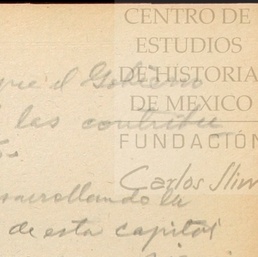 CENTRO DE
ESTUDIOS
DE HISTORIA
DE MEXICO
FUNDACIÓN
Carlos Slim
el Gobierno
las contribu
desarrollando la
de esta capital